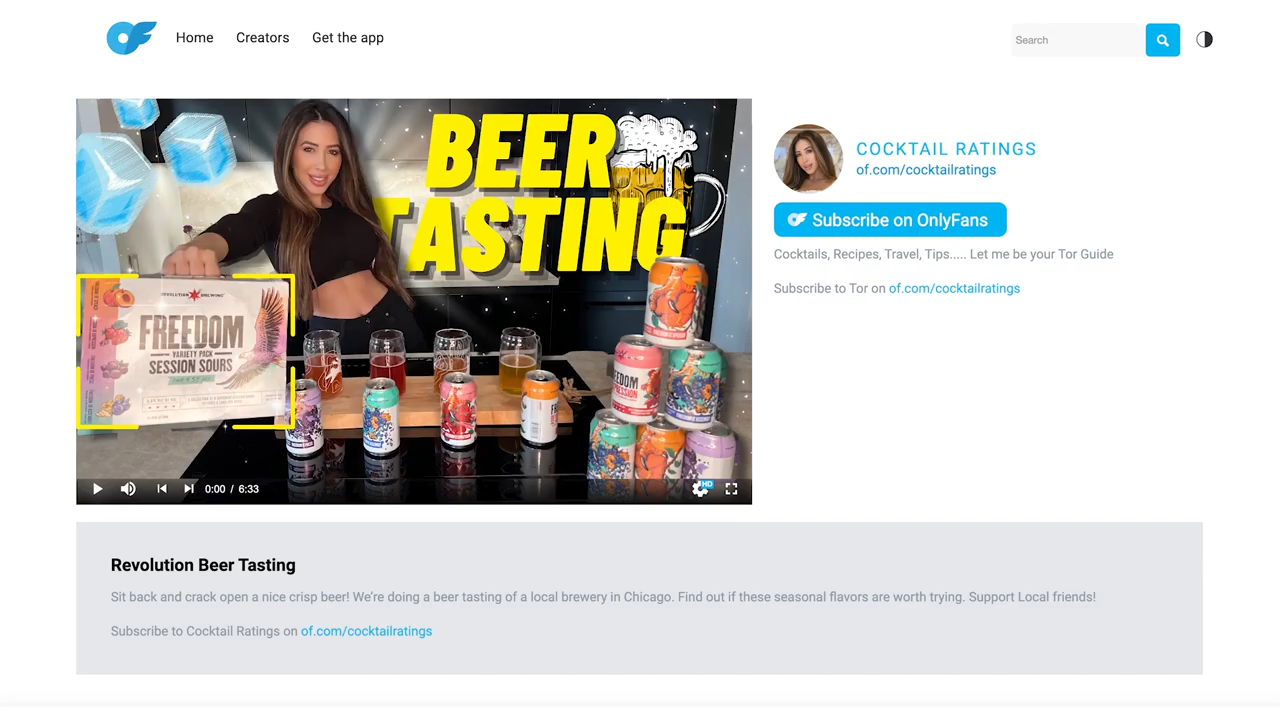 Home
Creators
Get the app
Search
BEER
TASTING
REVOLUTION BREWING
FREEDOM
VARIETY PACK
SESSION SOURS
0:00 / 6:33
HD
COCKTAIL RATINGS
of.com/cocktailratings
Subscribe on OnlyFans
Cocktails, Recipes, Travel, Tips..... Let me be your Tor Guide
Subscribe to Tor on of.com/cocktailratings
Revolution Beer Tasting
Sit back and crack open a nice crisp beer! We're doing a beer tasting of a local brewery in Chicago. Find out if these seasonal flavors are worth trying. Support Local friends!
Subscribe to Cocktail Ratings on of.com/cocktailratings